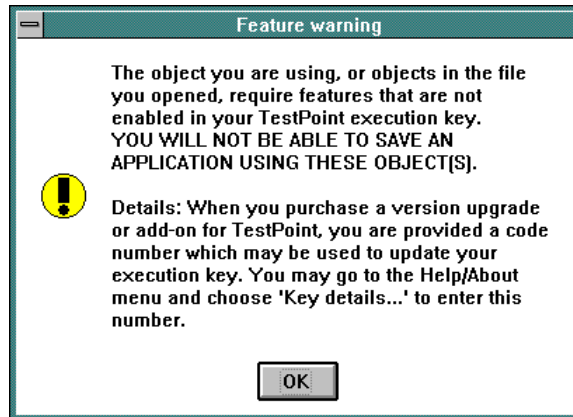 Feature warning
The object you are using, or objects in the file
you opened, require features that are not
enabled in your TestPoint execution key.
YOU WILL NOT BE ABLE TO SAVE AN
APPLICATION USING THESE OBJECT(S).
Details: When you purchase a version upgrade
or add-on for TestPoint, you are provided a code
number which may be used to update your
execution key. You may go to the Help/About
menu and choose 'Key details...' to enter this
number.
OK